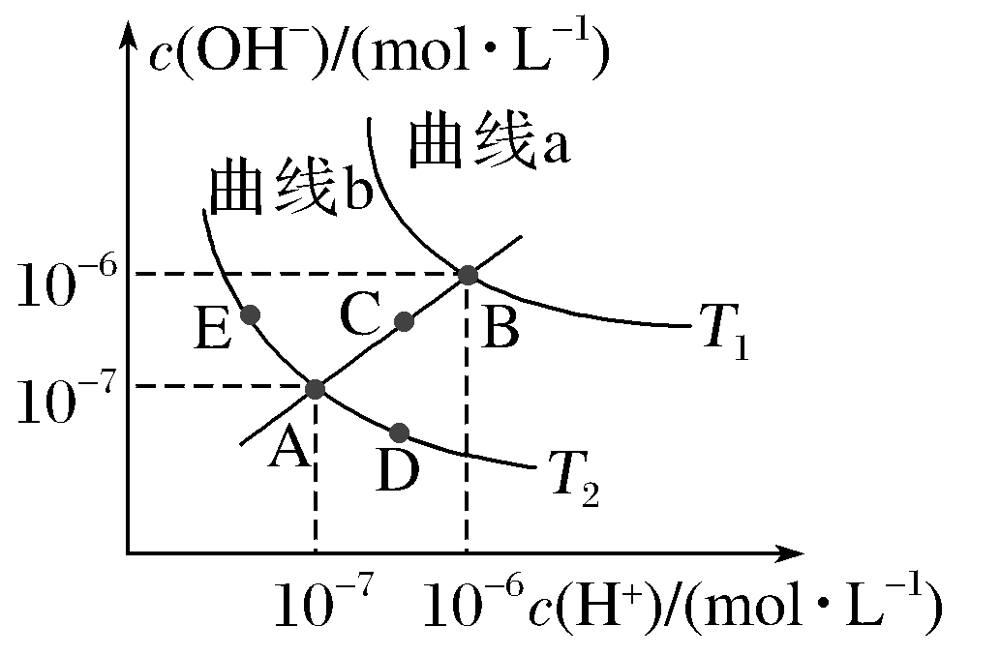 c(OH⁻)/(mol·L⁻¹)
曲线a
曲线b
10⁻⁶
E
C
B
T₁
10⁻⁷
A
D
T₂
10⁻⁷
10⁻⁶
c(H⁺)/(mol·L⁻¹)